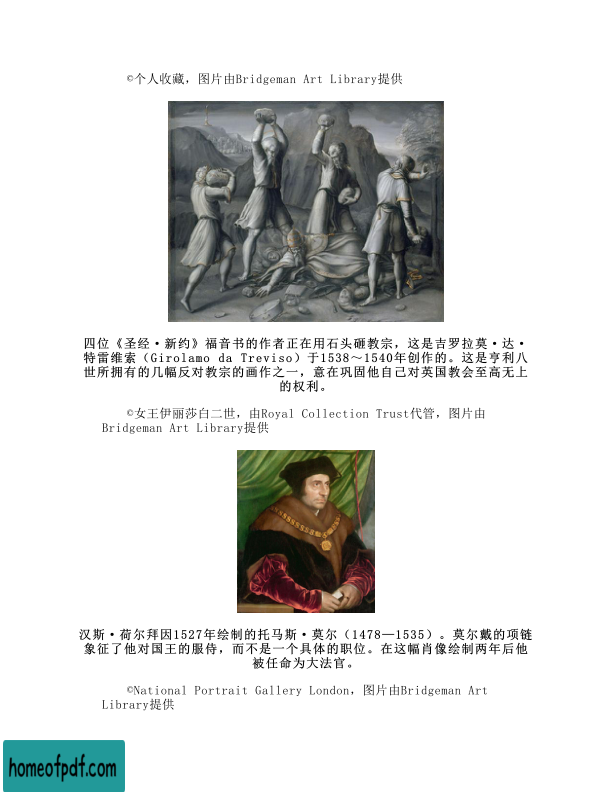 ©个人收藏，图片由Bridgeman Art Library提供
四位《圣经·新约》福音书的作者正在用石头砸教宗，这是吉罗拉莫·达·
特雷维索（Girolamo da Treviso）于1538～1540年创作的。这是亨利八
世所拥有的几幅反对教宗的画作之一，意在巩固他自己对英国教会至高无上
的权利。
©女王伊丽莎白二世，由Royal Collection Trust代管，图片由
Bridgeman Art Library提供
汉斯·荷尔拜因1527年绘制的托马斯·莫尔（1478—1535）。莫尔戴的项链
象征了他对国王的服侍，而不是一个具体的职位。在这幅肖像绘制两年后他
被任命为大法官。
©National Portrait Gallery London，图片由Bridgeman Art
Library提供
homeofpdf.com